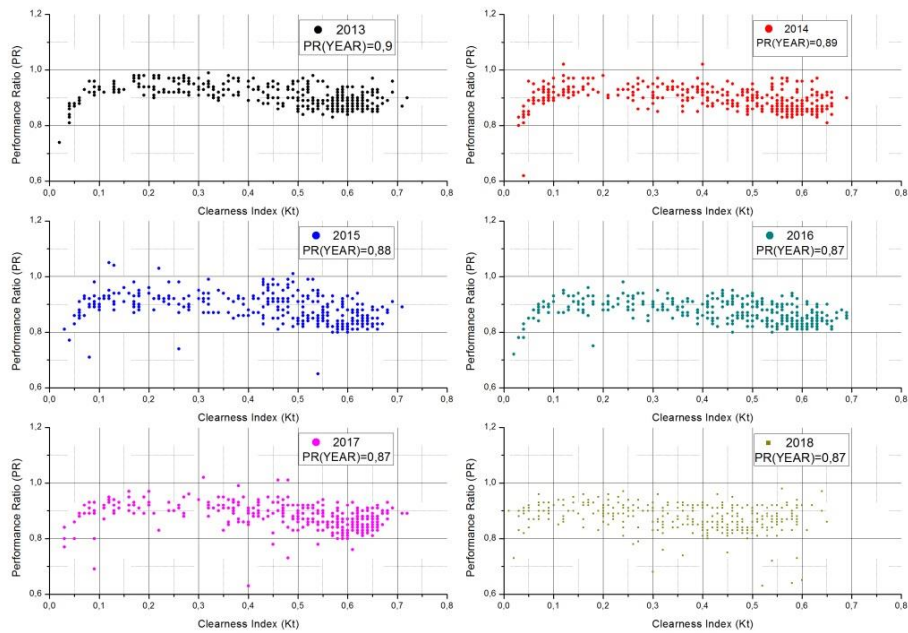 1,2
2013
PR(YEAR)=0,9
1,0
0,8
0,6
Performance Ratio (PR)
0,0 0,1 0,2 0,3 0,4 0,5 0,6 0,7 0,8
Clearness Index (Kt)
1,2
2014
PR(YEAR)=0,89
1,0
0,8
0,6
Performance Ratio (PR)
0,0 0,1 0,2 0,3 0,4 0,5 0,6 0,7 0,8
Clearness Index (Kt)
1,2
2015
PR(YEAR)=0,88
1,0
0,8
0,6
Performance Ratio (PR)
0,0 0,1 0,2 0,3 0,4 0,5 0,6 0,7 0,8
Clearness Index (Kt)
1,2
2016
PR(YEAR)=0,87
1,0
0,8
0,6
Performance Ratio (PR)
0,0 0,1 0,2 0,3 0,4 0,5 0,6 0,7 0,8
Clearness Index (Kt)
1,2
2017
PR(YEAR)=0,87
1,0
0,8
0,6
Performance Ratio (PR)
0,0 0,1 0,2 0,3 0,4 0,5 0,6 0,7 0,8
Clearness Index (Kt)
1,2
2018
PR(YEAR)=0,87
1,0
0,8
0,6
Performance Ratio (PR)
0,0 0,1 0,2 0,3 0,4 0,5 0,6 0,7 0,8
Clearness Index (Kt)